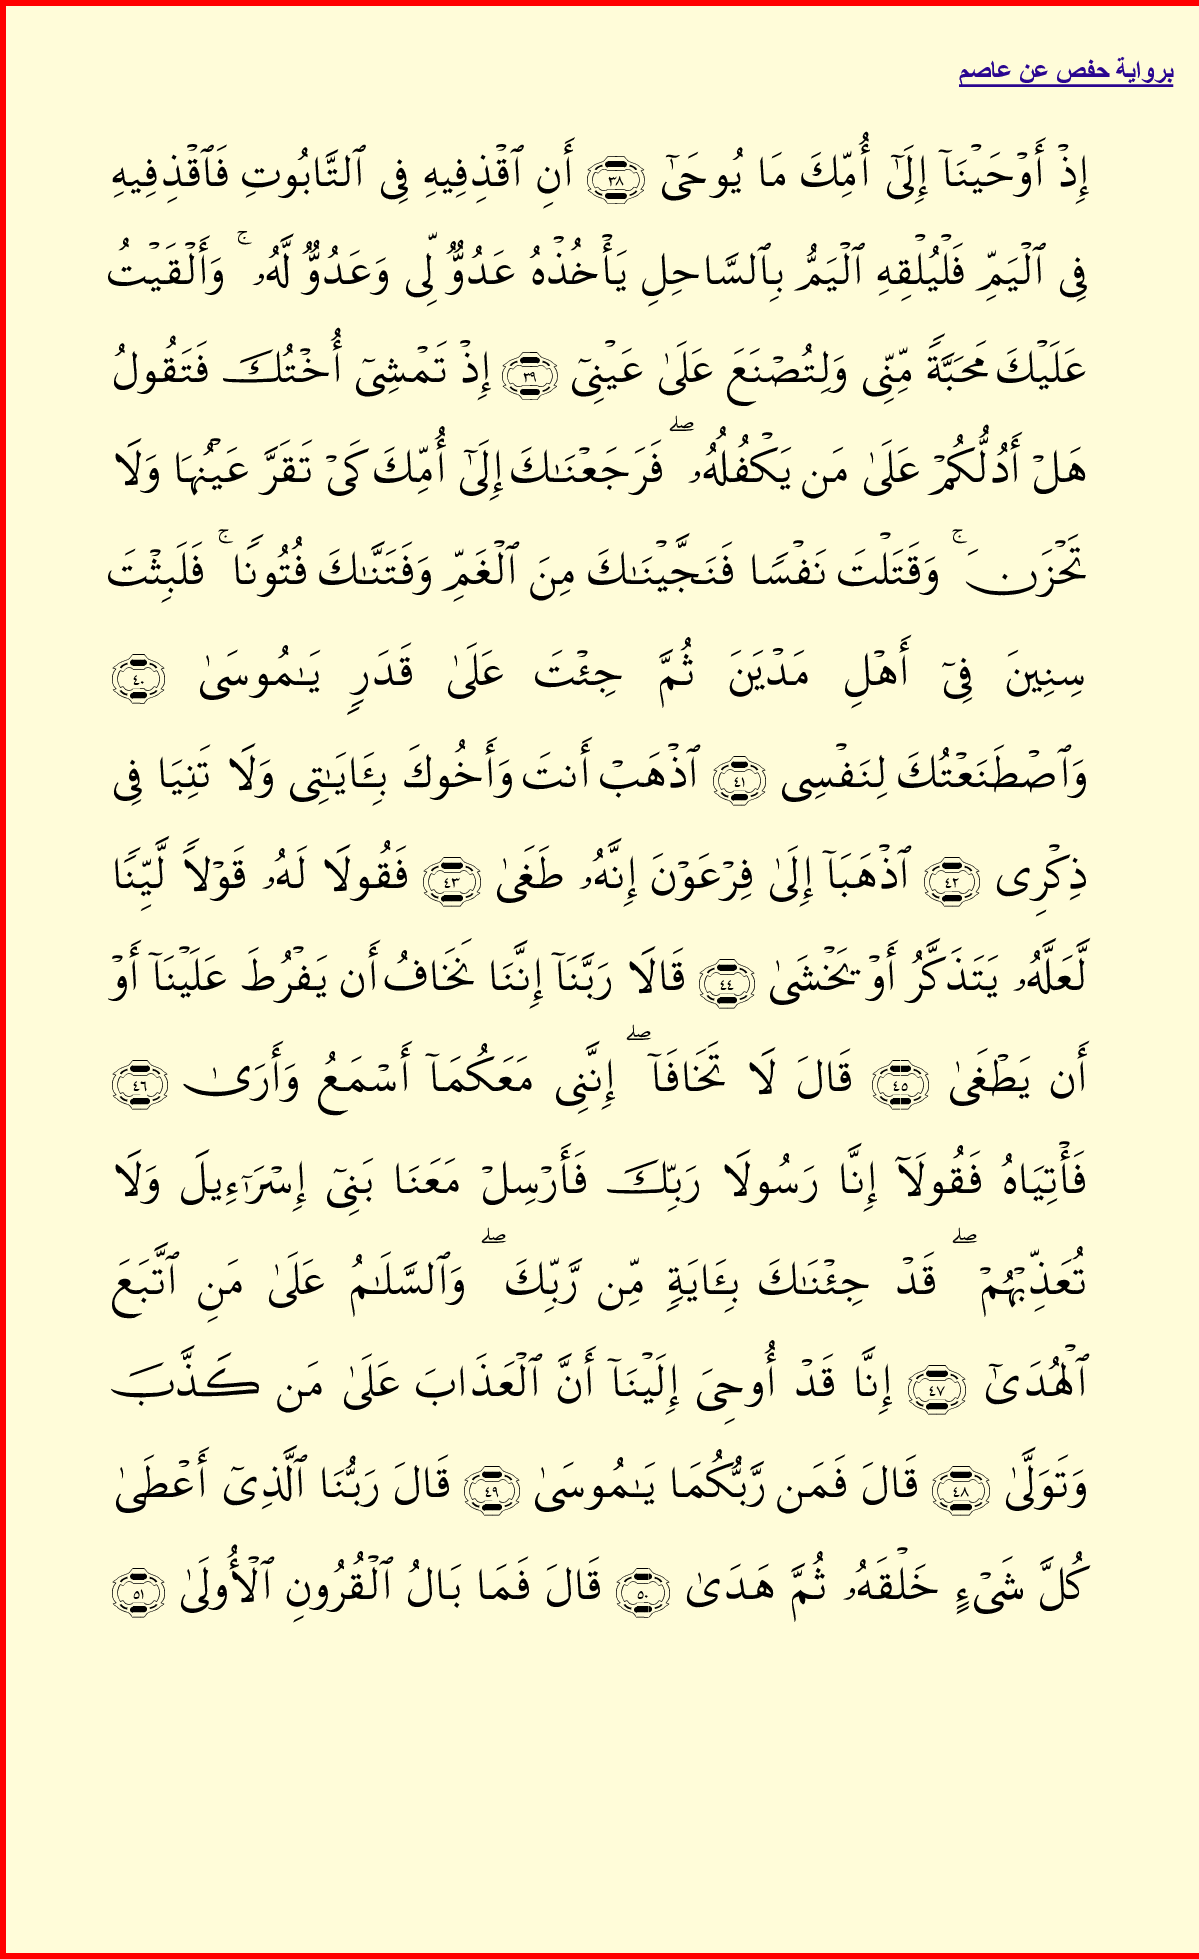 برواية حفص عن عاصم
إِذْ أَوْحَيْنَآ إِلَىٰٓ أُمِّكَ مَا يُوحَىٰٓ ٣٨ أَنِ ٱقْذِفِيهِ فِى ٱلتَّابُوتِ فَٱقْذِفِيهِ
فِى ٱلْيَمِّ فَلْيُلْقِهِ ٱلْيَمُّ بِٱلسَّاحِلِ يَأْخُذْهُ عَدُوٌّ لِّى وَعَدُوٌّ لَّهُۥ ۚ وَأَلْقَيْتُ
عَلَيْكَ مَحَبَّةً مِّنِّى وَلِتُصْنَعَ عَلَىٰ عَيْنِىٓ ٣٩ إِذْ تَمْشِىٓ أُخْتُكَ فَتَقُولُ
هَلْ أَدُلُّكُمْ عَلَىٰ مَن يَكْفُلُهُۥ ۖ فَرَجَعْنَـٰكَ إِلَىٰٓ أُمِّكَ كَىْ تَقَرَّ عَيْنُهَا وَلَا
تَحْزَنَ ۚ وَقَتَلْتَ نَفْسًا فَنَجَّيْنَـٰكَ مِنَ ٱلْغَمِّ وَفَتَنَّـٰكَ فُتُونًا ۚ فَلَبِثْتَ
سِنِينَ فِىٓ أَهْلِ مَدْيَنَ ثُمَّ جِئْتَ عَلَىٰ قَدَرٍ يَـٰمُوسَىٰ ٤٠
وَٱصْطَنَعْتُكَ لِنَفْسِى ٤١ ٱذْهَبْ أَنتَ وَأَخُوكَ بِـَٔايَـٰتِى وَلَا تَنِيَا فِى
ذِكْرِى ٤٢ ٱذْهَبَآ إِلَىٰ فِرْعَوْنَ إِنَّهُۥ طَغَىٰ ٤٣ فَقُولَا لَهُۥ قَوْلًا لَّيِّنًا
لَّعَلَّهُۥ يَتَذَكَّرُ أَوْ يَخْشَىٰ ٤٤ قَالَا رَبَّنَآ إِنَّنَا نَخَافُ أَن يَفْرُطَ عَلَيْنَآ أَوْ
أَن يَطْغَىٰ ٤٥ قَالَ لَا تَخَافَآ ۖ إِنَّنِى مَعَكُمَآ أَسْمَعُ وَأَرَىٰ ٤٦
فَأْتِيَاهُ فَقُولَآ إِنَّا رَسُولَا رَبِّكَ فَأَرْسِلْ مَعَنَا بَنِىٓ إِسْرَٰٓءِيلَ وَلَا
تُعَذِّبْهُمْ ۖ قَدْ جِئْنَـٰكَ بِـَٔايَةٍ مِّن رَّبِّكَ ۖ وَٱلسَّلَـٰمُ عَلَىٰ مَنِ ٱتَّبَعَ
ٱلْهُدَىٰٓ ٤٧ إِنَّا قَدْ أُوحِىَ إِلَيْنَآ أَنَّ ٱلْعَذَابَ عَلَىٰ مَن كَذَّبَ
وَتَوَلَّىٰ ٤٨ قَالَ فَمَن رَّبُّكُمَا يَـٰمُوسَىٰ ٤٩ قَالَ رَبُّنَا ٱلَّذِىٓ أَعْطَىٰ
كُلَّ شَىْءٍ خَلْقَهُۥ ثُمَّ هَدَىٰ ٥٠ قَالَ فَمَا بَالُ ٱلْقُرُونِ ٱلْأُولَىٰ ٥١